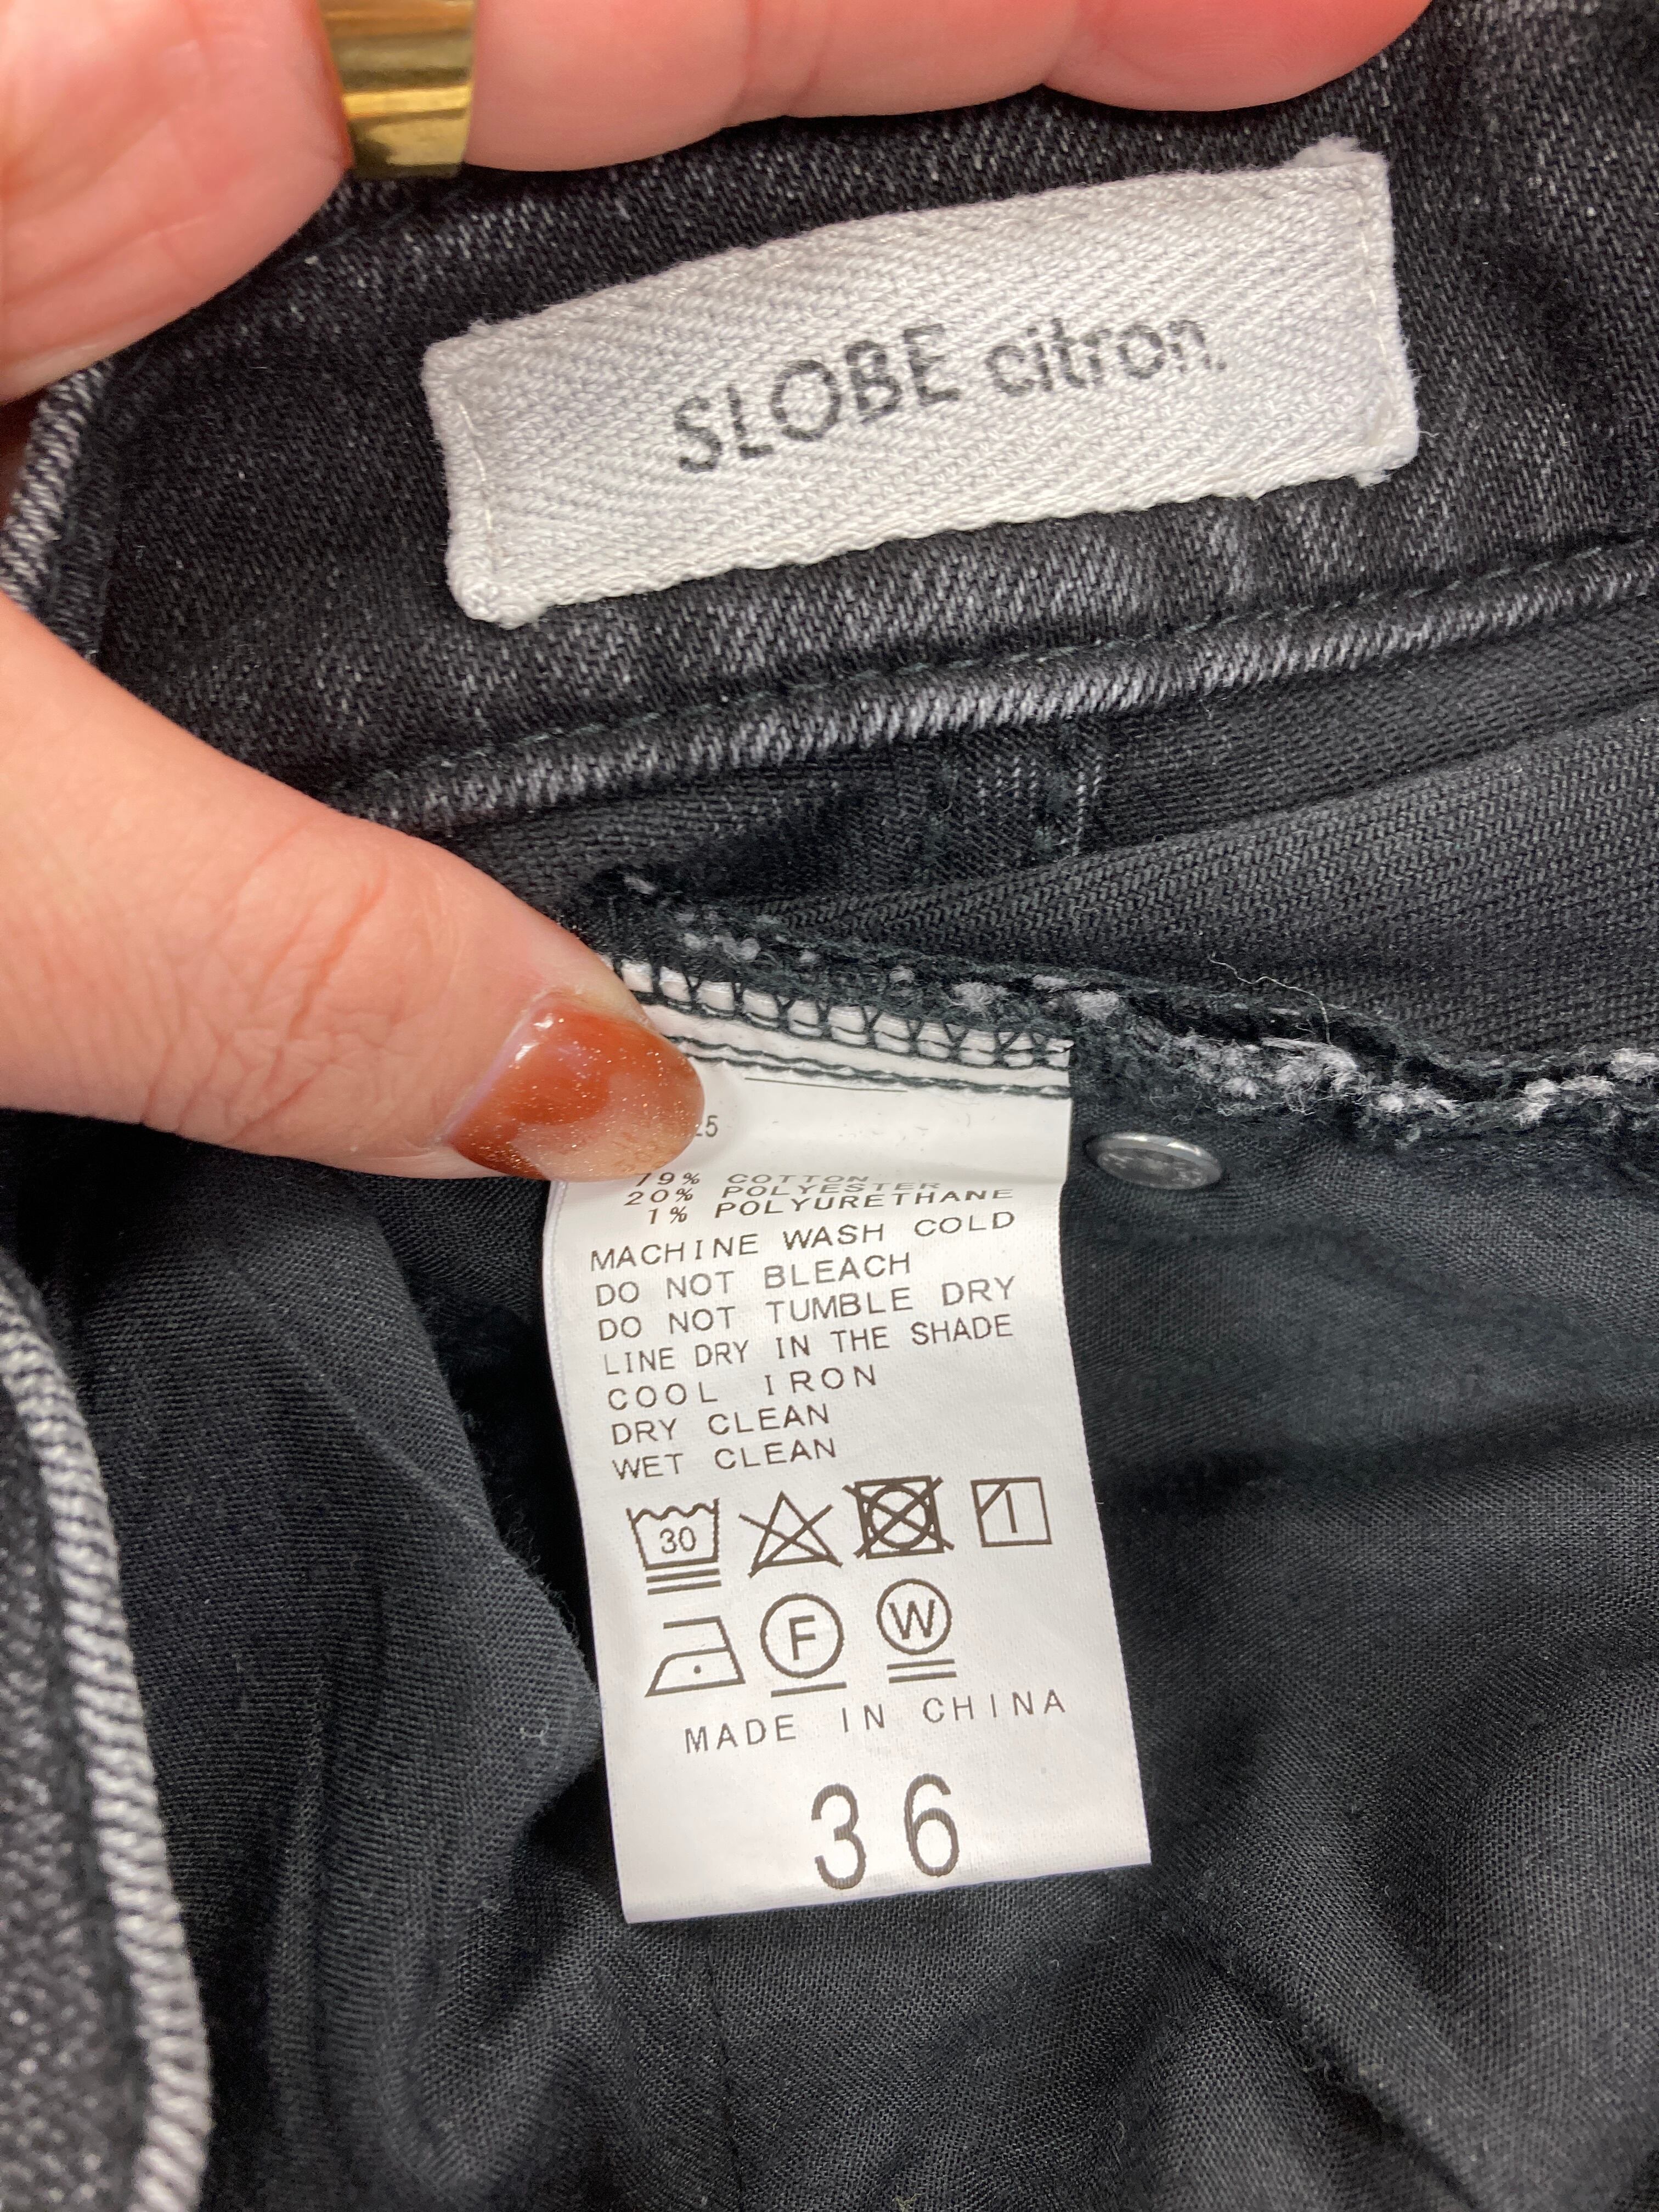 SLOBE citron.
79% COTTON
20% POLYESTER
1% POLYURETHANE
MACHINE WASH COLD
DO NOT BLEACH
DO NOT TUMBLE DRY
LINE DRY IN THE SHADE
COOL IRON
DRY CLEAN
WET CLEAN
30
F W
MADE IN CHINA
36